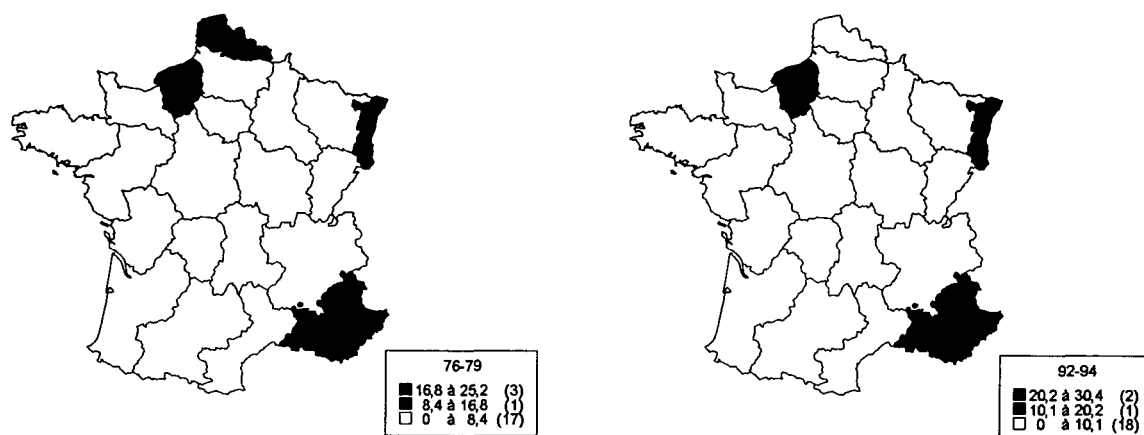 76-79
16,8 à 25,2 (3)
8,4 à 16,8 (1)
0 à 8,4 (17)
92-94
20,2 à 30,4 (2)
10,1 à 20,2 (1)
0 à 10,1 (18)